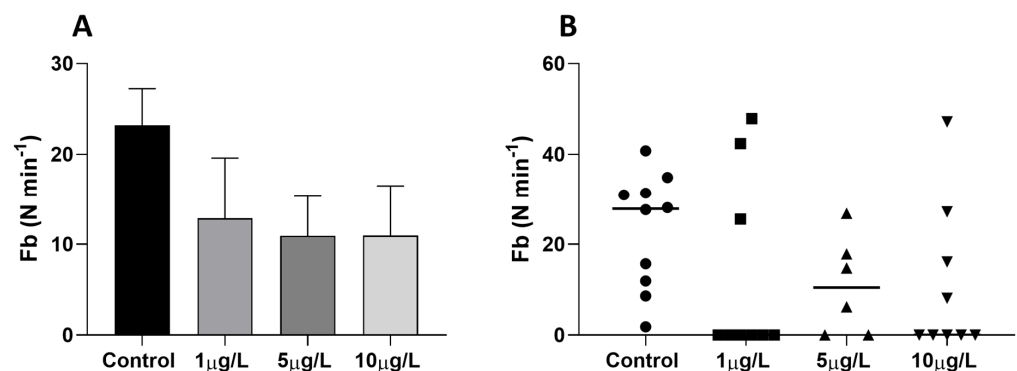 A
B
Fb (N min⁻¹)
30
20
10
0
Control 1μg/L 5μg/L 10μg/L
Fb (N min⁻¹)
60
40
20
0
Control 1μg/L 5μg/L 10μg/L